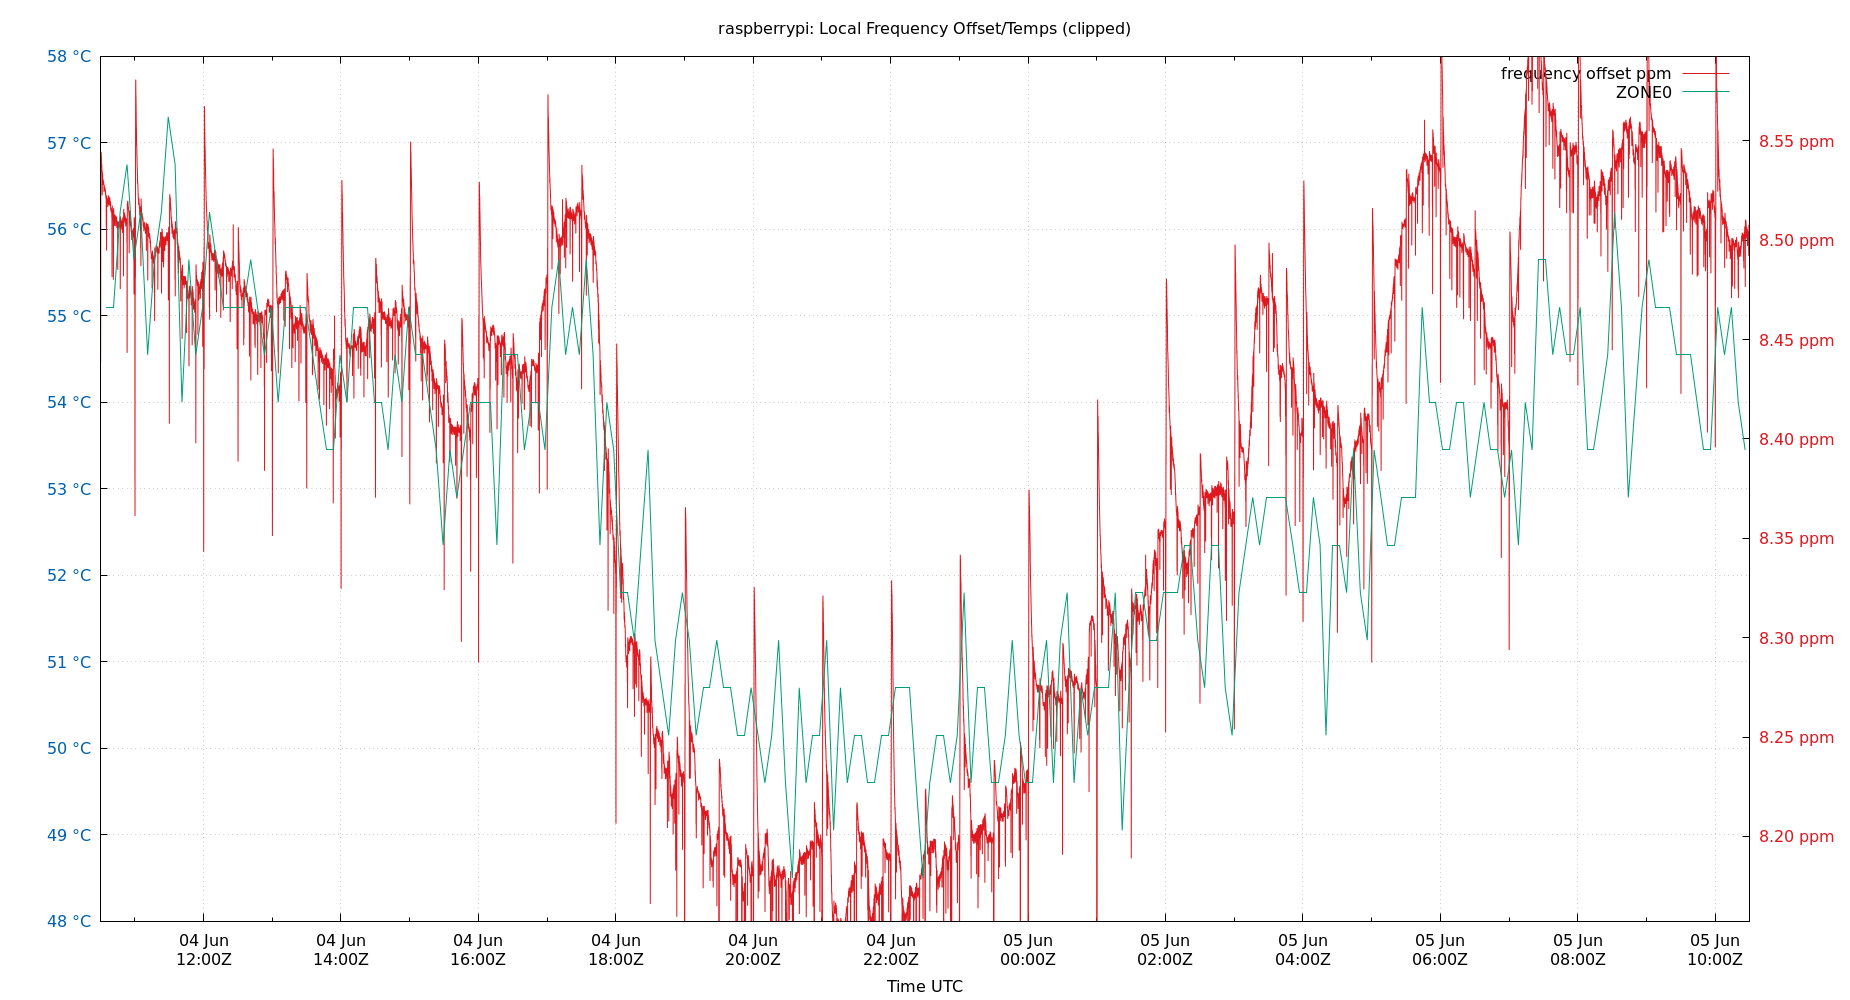 raspberrypi: Local Frequency Offset/Temps (clipped)
58 °C
57 °C
56 °C
55 °C
54 °C
53 °C
52 °C
51 °C
50 °C
49 °C
48 °C
frequency offset ppm
ZONE0
8.55 ppm
8.50 ppm
8.45 ppm
8.40 ppm
8.35 ppm
8.30 ppm
8.25 ppm
8.20 ppm
04 Jun 04 Jun 04 Jun 04 Jun 04 Jun 04 Jun 05 Jun 05 Jun 05 Jun 05 Jun 05 Jun 05 Jun
12:00Z 14:00Z 16:00Z 18:00Z 20:00Z 22:00Z 00:00Z 02:00Z 04:00Z 06:00Z 08:00Z 10:00Z
Time UTC